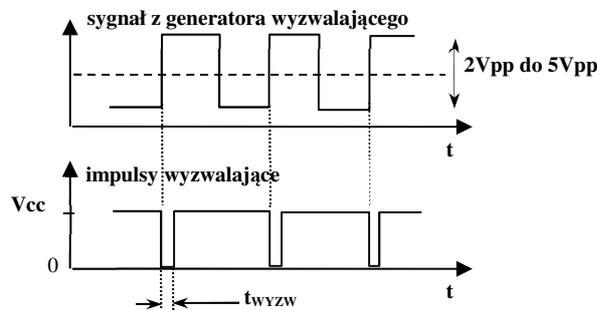 sygnał z generatora wyzwalającego
2Vpp do 5Vpp
t
impulsy wyzwalające
Vcc
0
t
tWYZW